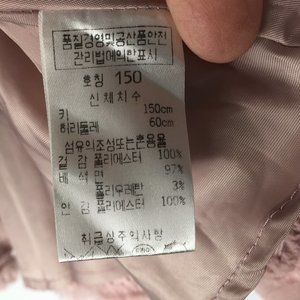 품질경영및공산품안전
관리법에의한표시
호칭 150
신체치수
키 150cm
허리둘레 60cm
섬유의조성또는혼용율
겉감 폴리에스터 100%
배색 면 97%
폴리우레탄 3%
안감 폴리에스터 100%
취급상주의사항